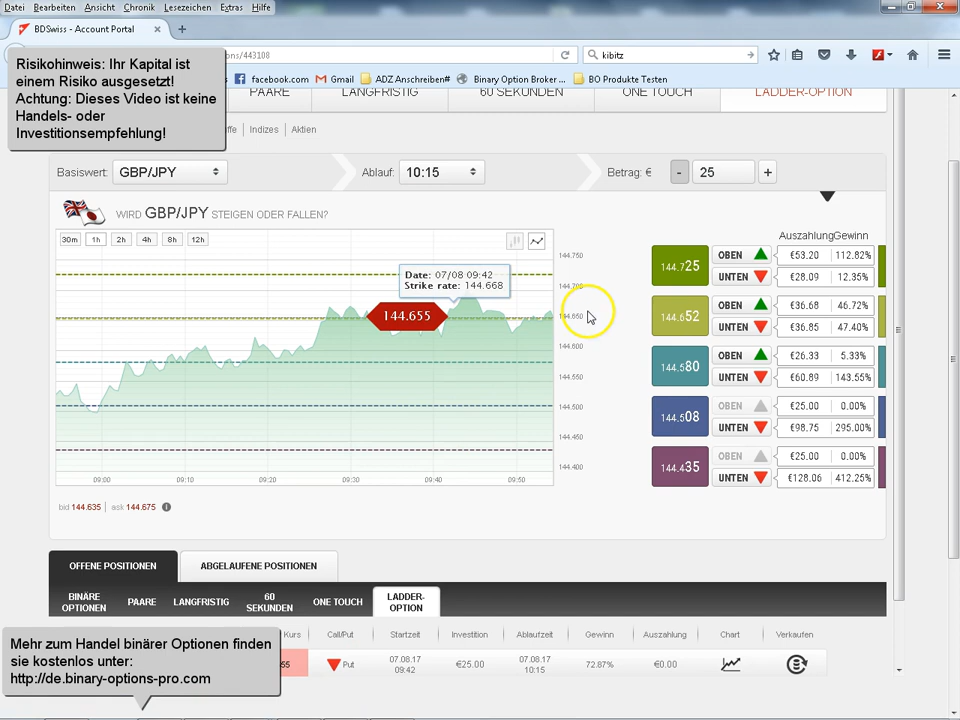 Datei Bearbeiten Ansicht Chronik Lesezeichen Extras Hilfe
BDSwiss - Account Portal
ons/443108
kibitz
Risikohinweis: Ihr Kapital ist
einem Risiko ausgesetzt!
Achtung: Dieses Video ist keine
Handels- oder
Investitionsempfehlung!
facebook.com Gmail ADZ Anschreiben# Binary Option Broker ... BO Produkte Testen
PAARE LANGFRISTIG 60 SEKUNDEN ONE TOUCH LADDER-OPTION
Indizes Aktien
Basiswert: GBP/JPY Ablauf: 10:15 Betrag: € - 25 +
WIRD GBP/JPY STEIGEN ODER FALLEN?
30m 1h 2h 4h 8h 12h
Date: 07/08 09:42
Strike rate: 144.668
144.655
144.750
144.700
144.650
144.600
144.550
144.500
144.450
144.400
09:00 09:10 09:20 09:30 09:40 09:50
Auszahlung Gewinn
144.725 OBEN €53.20 112.82%
UNTEN €28.09 12.35%
144.652 OBEN €36.68 46.72%
UNTEN €36.85 47.40%
144.580 OBEN €26.33 5.33%
UNTEN €60.89 143.55%
144.508 OBEN €25.00 0.00%
UNTEN €98.75 295.00%
144.435 OBEN €25.00 0.00%
UNTEN €128.06 412.25%
bid 144.635 ask 144.675
OFFENE POSITIONEN ABGELAUFENE POSITIONEN
BINÄRE OPTIONEN PAARE LANGFRISTIG 60 SEKUNDEN ONE TOUCH LADDER-OPTION
Kurs Call/Put Startzeit Investition Ablaufzeit Gewinn Auszahlung Chart Verkaufen
55 Put 07.08.17 09:42 €25.00 07.08.17 10:15 72.87% €0.00
Mehr zum Handel binärer Optionen finden
sie kostenlos unter:
http://de.binary-options-pro.com